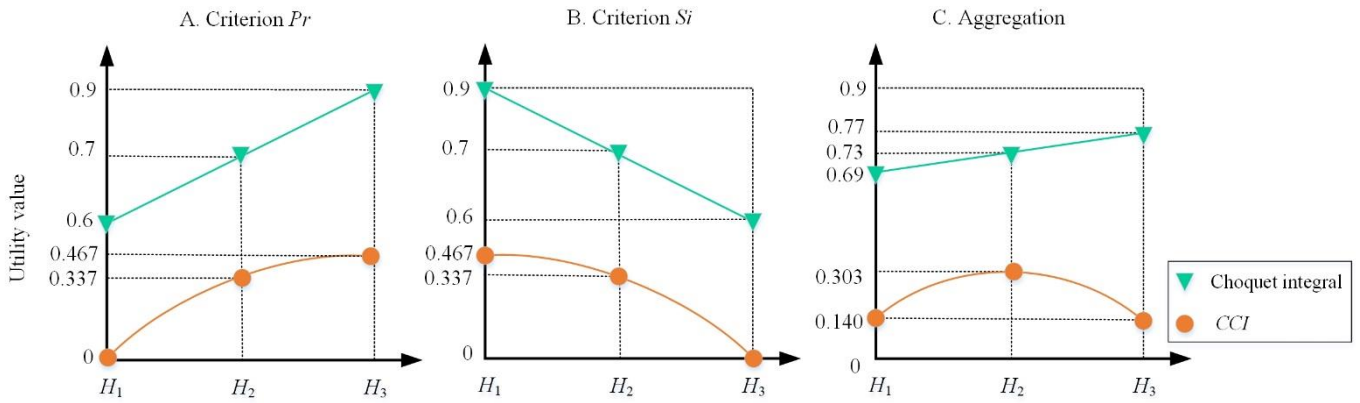 A. Criterion Pr
B. Criterion Si
C. Aggregation
Utility value
0.9
0.7
0.6
0.467
0.337
0
H1
H2
H3
0.9
0.7
0.6
0.467
0.337
0
H1
H2
H3
0.9
0.77
0.73
0.69
0.303
0.140
0
H1
H2
H3
Choquet integral
CCI